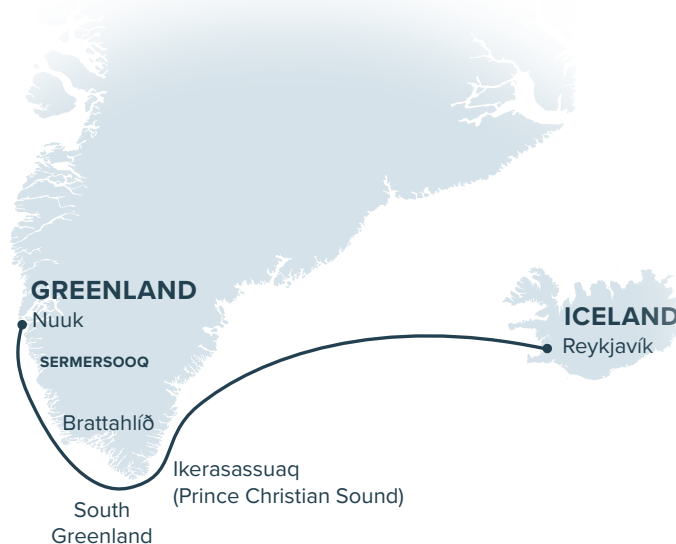 GREENLAND
Nuuk
ICELAND
Reykjavík
SERMERSOOQ
Brattahlíð
Ikerasassuaq
(Prince Christian Sound)
South
Greenland